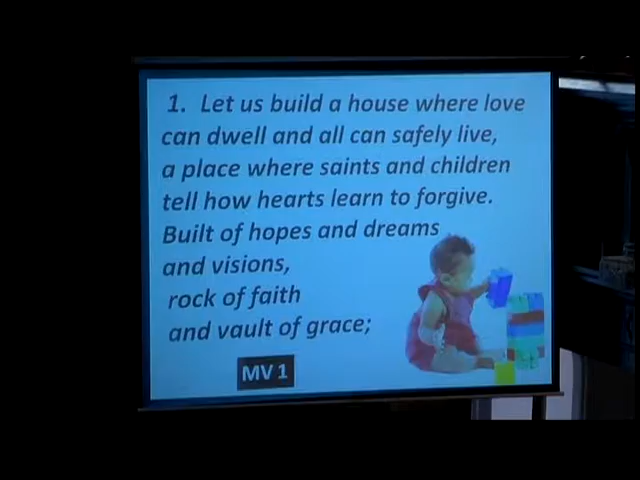 1. Let us build a house where love
can dwell and all can safely live,
a place where saints and children
tell how hearts learn to forgive.
Built of hopes and dreams
and visions,
rock of faith
and vault of grace;
MV 1